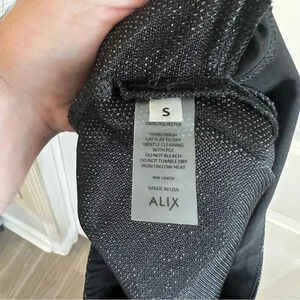 S
100% POLYESTER
HAND WASH
LAY FLAT TO DRY
GENTLE CLEANING
WITH PCE
DO NOT BLEACH
DO NOT TUMBLE DRY
IRON ON LOW HEAT
MADE IN USA
ALIX